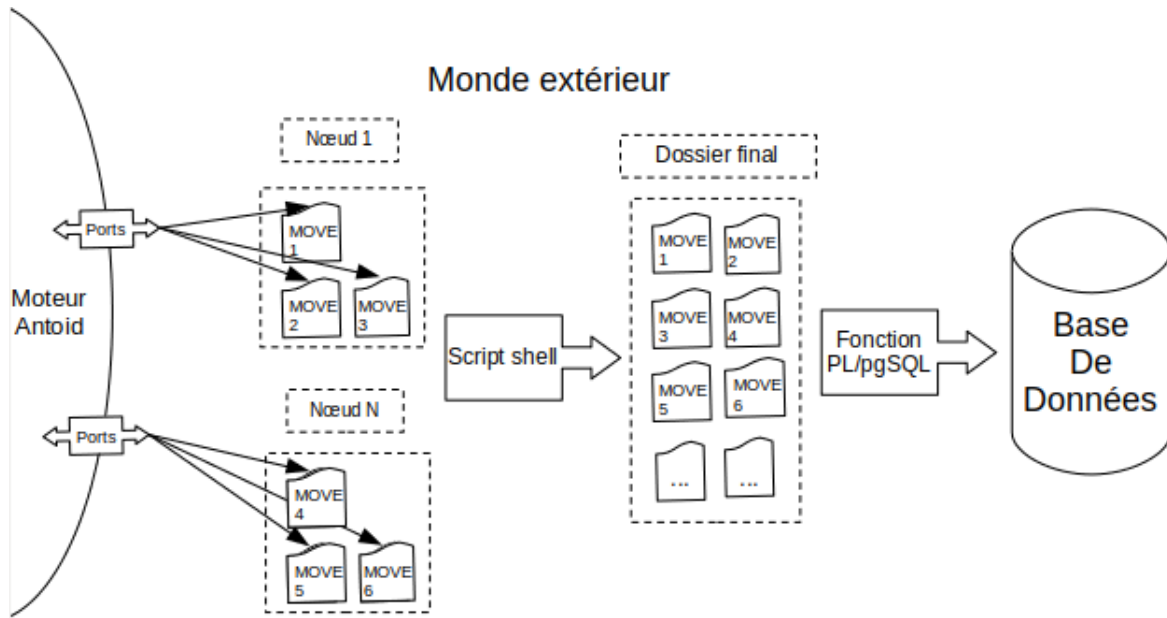 Monde extérieur
Nœud 1
Dossier final
Ports
MOVE
1
MOVE
2
MOVE
3
Moteur
Antoid
Script shell
MOVE
1
MOVE
2
MOVE
3
MOVE
4
MOVE
5
MOVE
6
...
...
Fonction
PL/pgSQL
Base
De
Données
Nœud N
Ports
MOVE
4
MOVE
5
MOVE
6